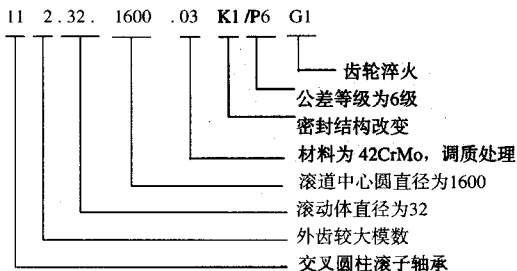 11 2.32. 1600 .03 K1/P6 G1
齿轮淬火
公差等级为6级
密封结构改变
材料为 42CrMo，调质处理
滚道中心圆直径为1600
滚动体直径为32
外齿较大模数
交叉圆柱滚子轴承